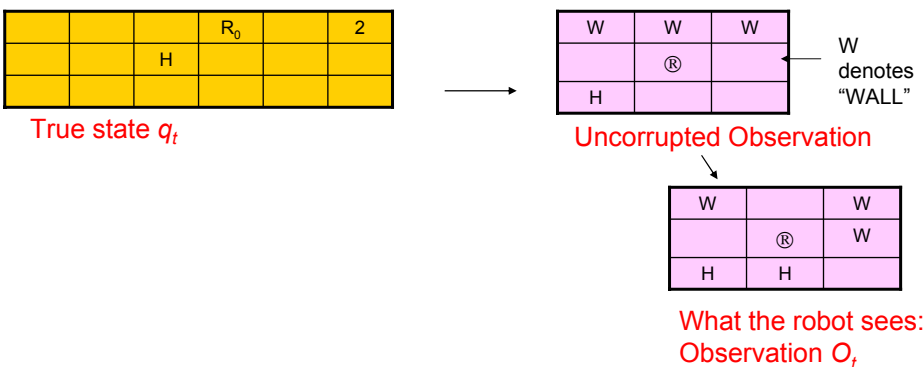 R₀ 2
H
True state qₜ
W W W
®
H
Uncorrupted Observation
W
denotes
“WALL”
W W
® W
H H
What the robot sees:
Observation Oₜ